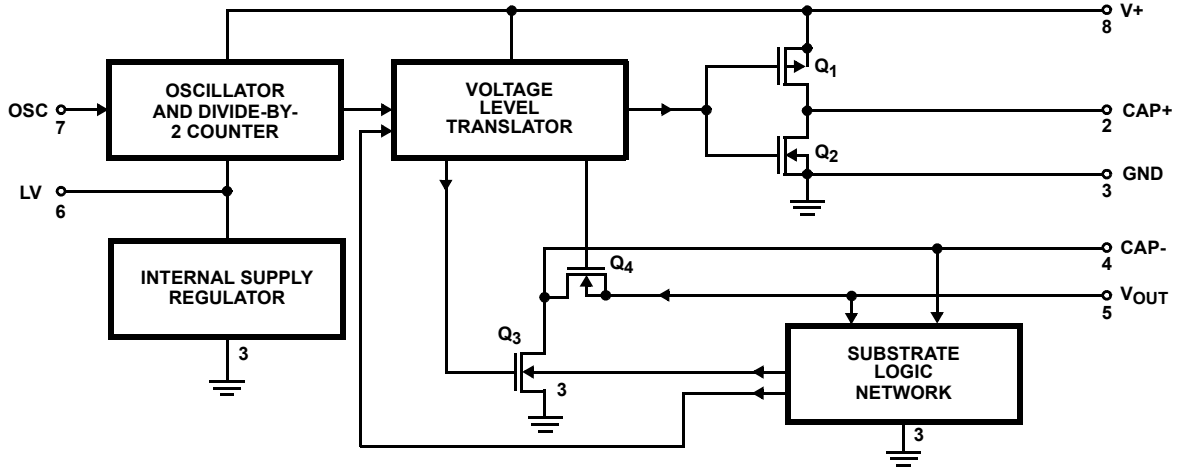 V+
8
OSCILLATOR
AND DIVIDE-BY-
2 COUNTER
VOLTAGE
LEVEL
TRANSLATOR
Q1
OSC
7
CAP+
2
Q2
GND
3
LV
6
CAP-
4
INTERNAL SUPPLY
REGULATOR
Q4
VOUT
5
3
Q3
3
SUBSTRATE
LOGIC
NETWORK
3